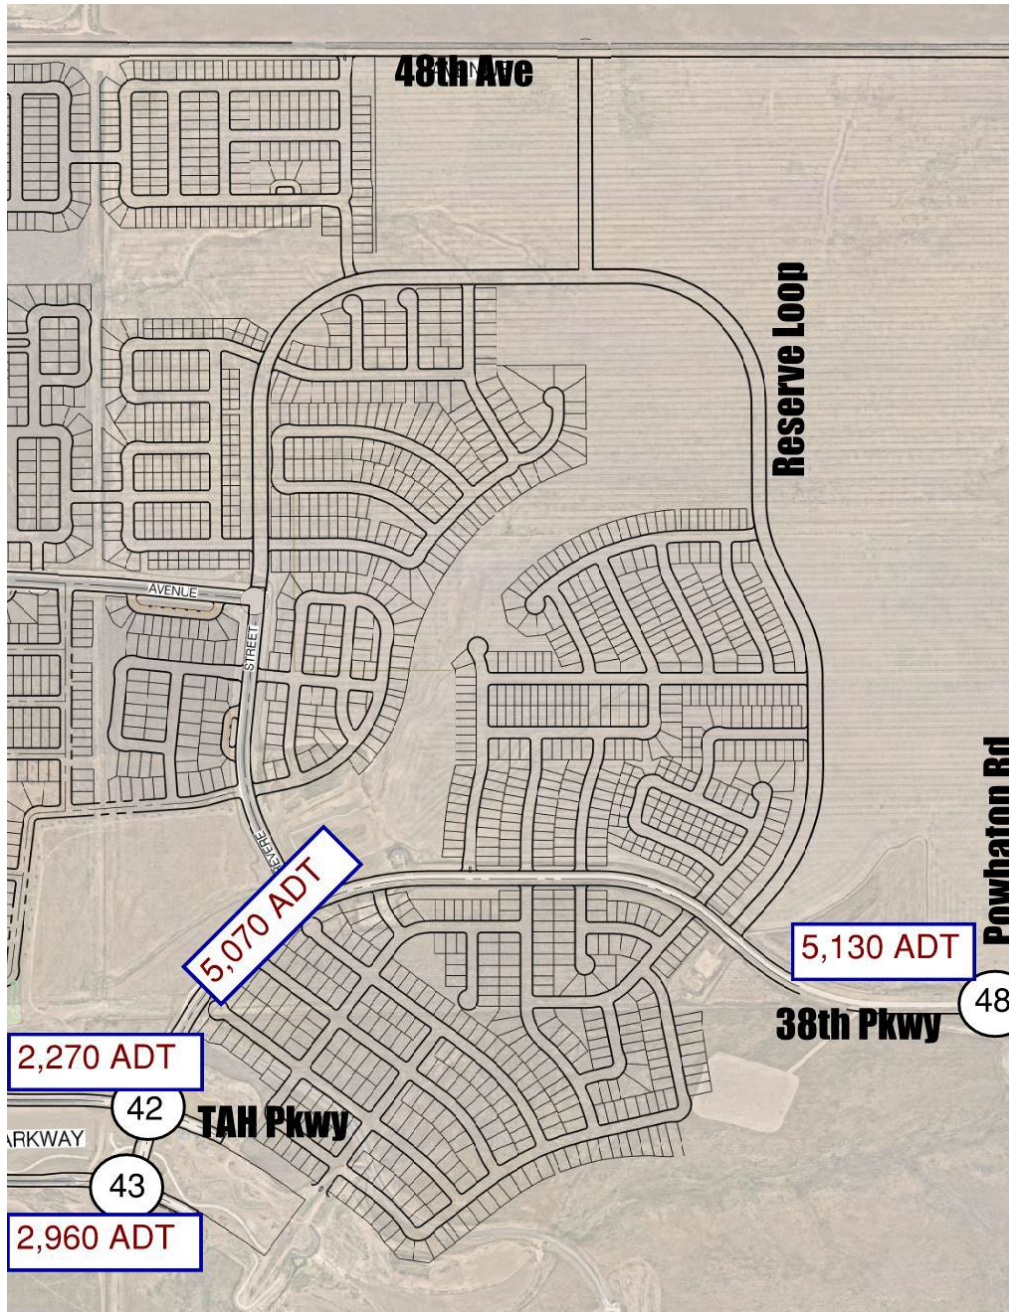 48th Ave
Reserve Loop
AVENUE
STREET
Powhaton Rd
REVERE
5,070 ADT
5,130 ADT
48
38th Pkwy
2,270 ADT
42
TAH Pkwy
ARKWAY
43
2,960 ADT